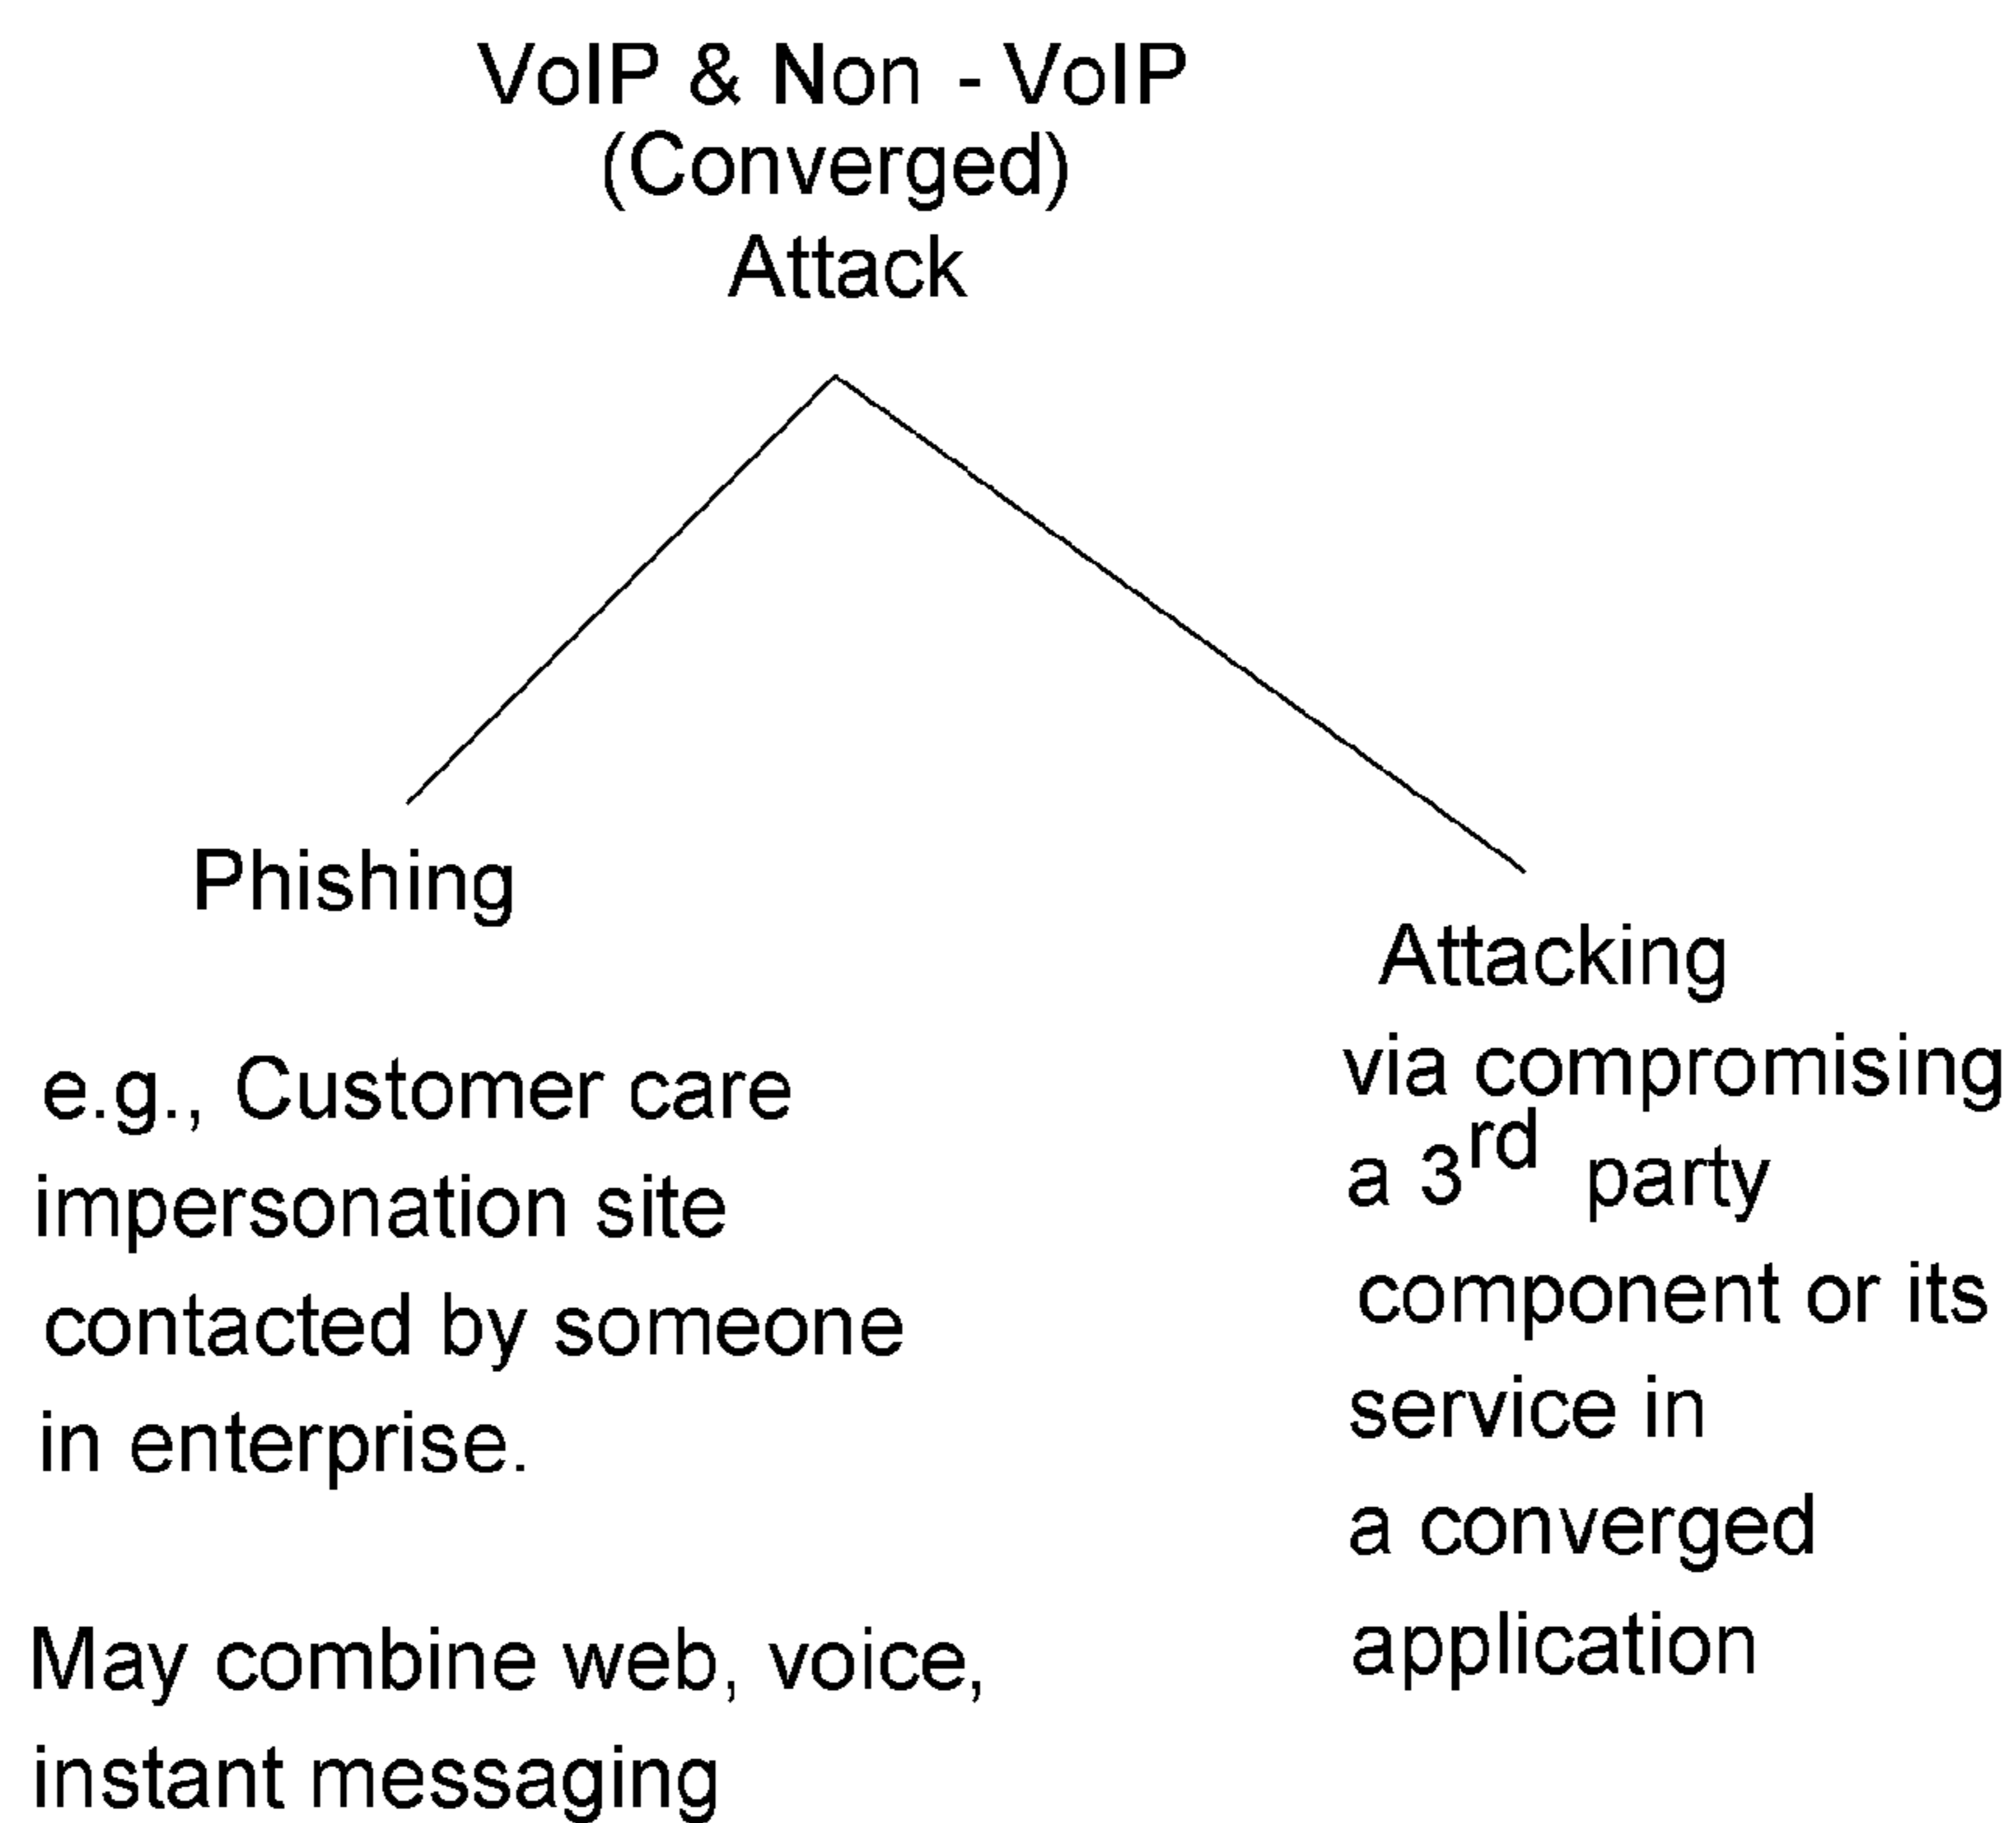 VoIP & Non - VoIP
(Converged)
Attack
Phishing
e.g., Customer care
impersonation site
contacted by someone
in enterprise.
May combine web, voice,
instant messaging
Attacking
via compromising
a 3rd party
component or its
service in
a converged
application